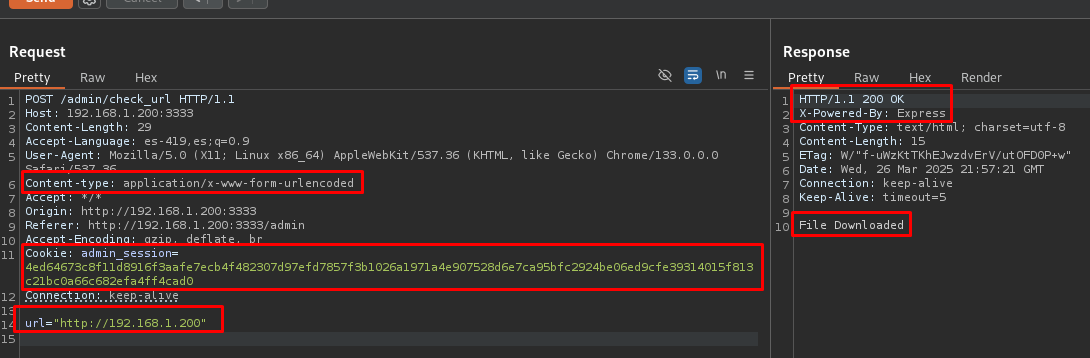 Send
Cancel
Request
Pretty Raw Hex
\n
1 POST /admin/check_url HTTP/1.1
2 Host: 192.168.1.200:3333
3 Content-Length: 29
4 Accept-Language: es-419,es;q=0.9
5 User-Agent: Mozilla/5.0 (X11; Linux x86_64) AppleWebKit/537.36 (KHTML, like Gecko) Chrome/133.0.0.0
Safari/537.36
6 Content-type: application/x-www-form-urlencoded
7 Accept: */*
8 Origin: http://192.168.1.200:3333
9 Referer: http://192.168.1.200:3333/admin
10 Accept-Encoding: gzip, deflate, br
11 Cookie: admin_session=
4ed64673c8f11d8916f3aafe7ecb4f482307d97efd7857f3b1026a1971a4e907528d6e7ca95bfc2924be06ed9cfe39314015f813
c21bc0a66c682efa4ff4cad0
12 Connection: keep-alive
13
14 url="http://192.168.1.200"
15
Response
Pretty Raw Hex Render
1 HTTP/1.1 200 OK
2 X-Powered-By: Express
3 Content-Type: text/html; charset=utf-8
4 Content-Length: 15
5 ETag: W/"f-uWzKtTKhEJwzdvErV/utOFDOP+w"
6 Date: Wed, 26 Mar 2025 21:57:21 GMT
7 Connection: keep-alive
8 Keep-Alive: timeout=5
9
10 File Downloaded